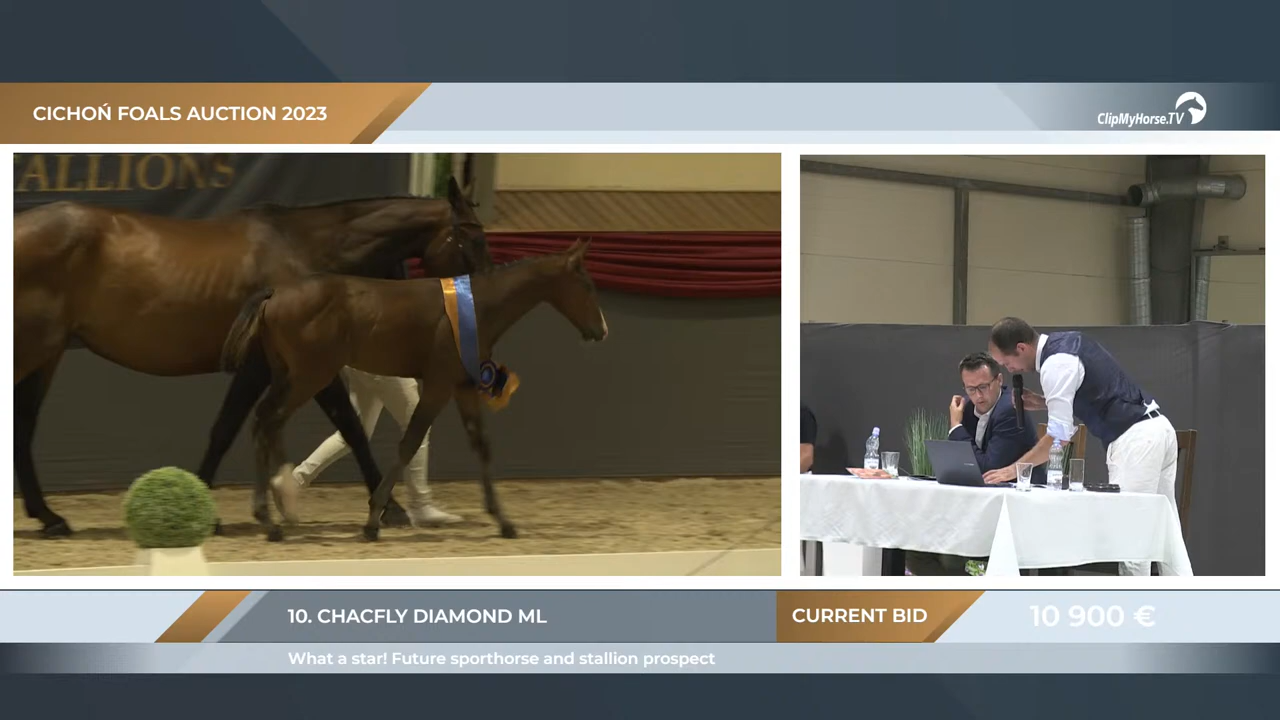 CICHOŃ FOALS AUCTION 2023
ClipMyHorse.TV
ALLIONS
10. CHACFLY DIAMOND ML
CURRENT BID
10 900 €
What a star! Future sporthorse and stallion prospect